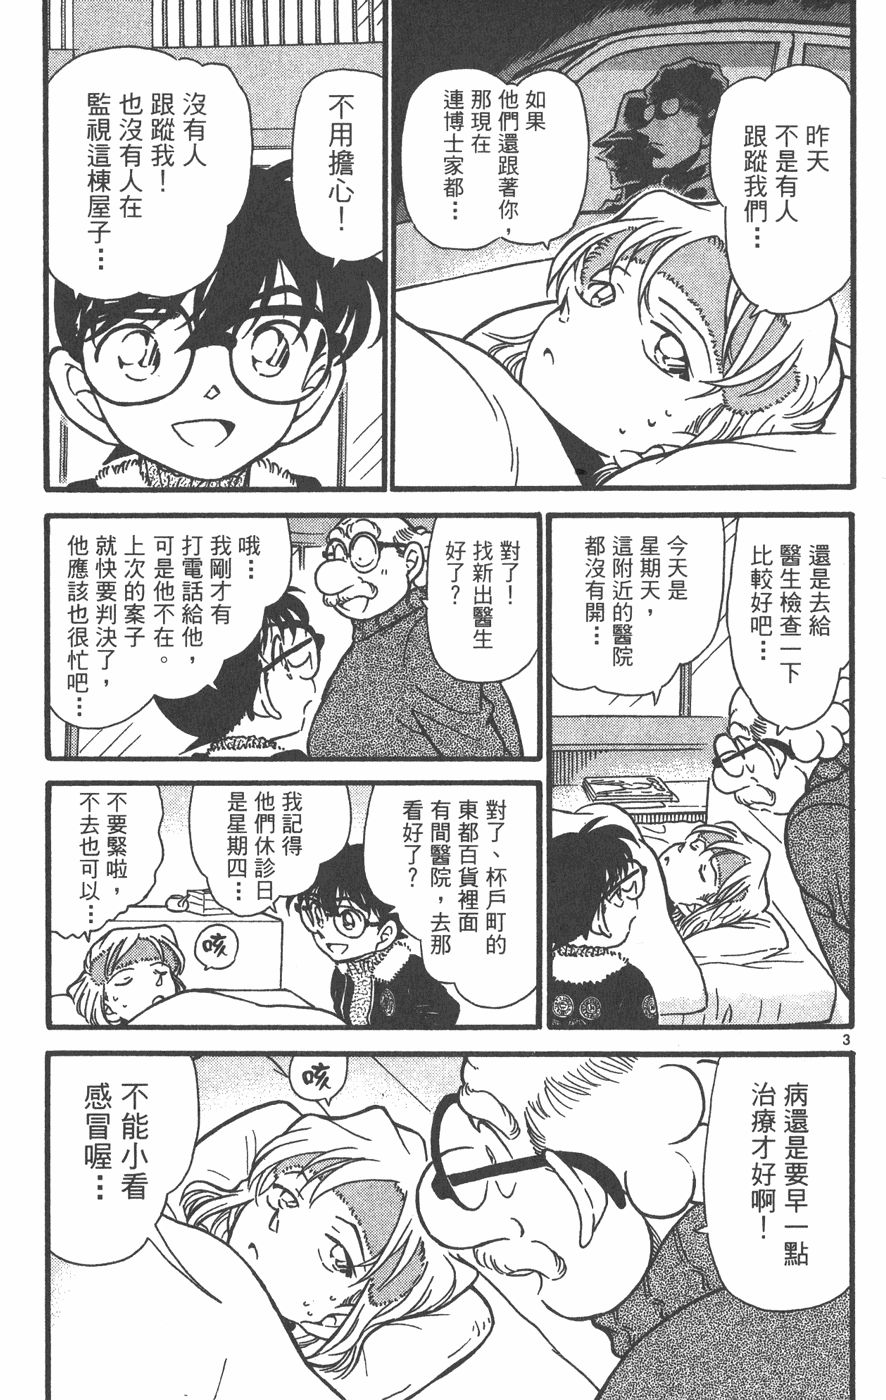 昨天
不是有人
跟蹤我們…
如果
他們還跟著你，
那現在
連博士家都…
不用擔心！
沒有人
跟蹤我！
也沒有人在
監視這棟屋子…
還是去給
醫生檢查一下
比較好吧…
今天是
星期天，
這附近的醫院
都沒有開…
對了！
找新出醫生
好了？
哦…
我剛才有
打電話給他，
可是他不在。
上次的案子
就快要判決了，
他應該也很忙吧…
對了、杯戶町的
東都百貨裡面
有間醫院，去那
看好了？
我記得
他們休診日
是星期四…
咳
不要緊啦，
不去也可以…
3
病還是要早一點
治療才好啊！
咳
不能小看
感冒喔…